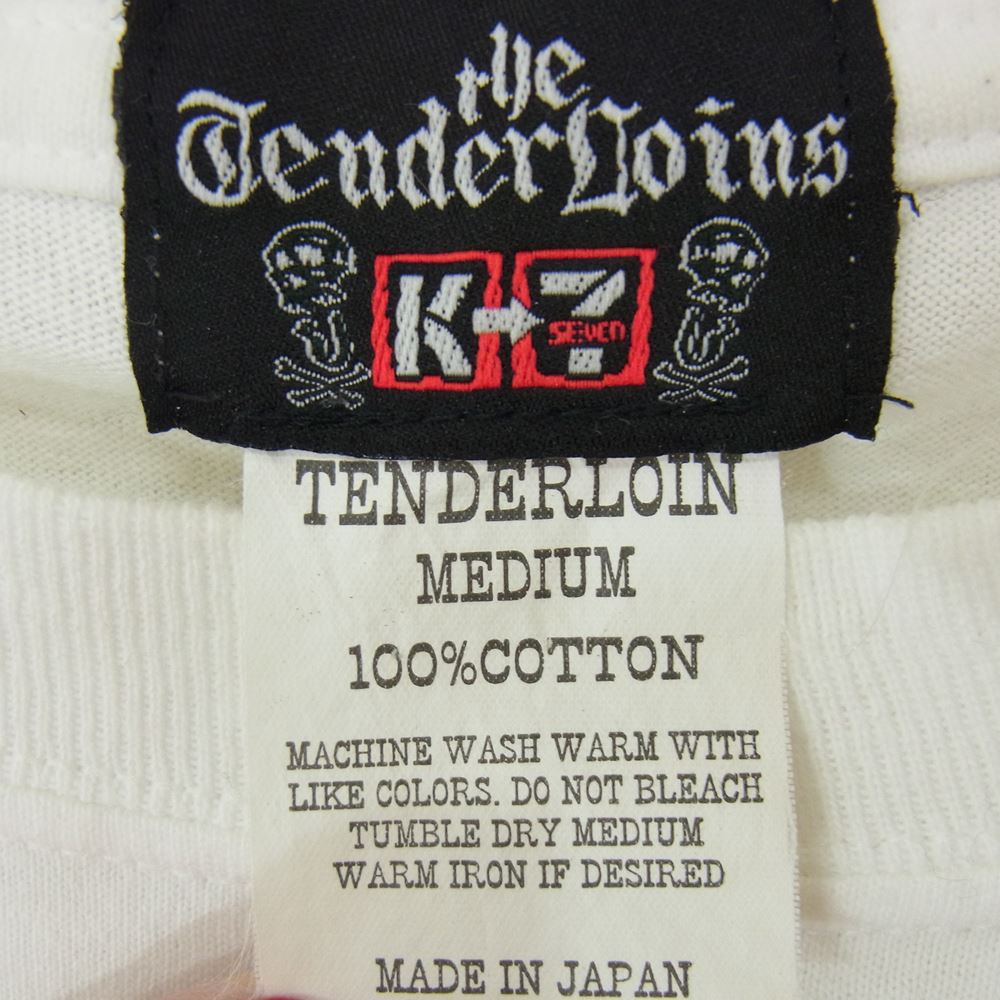 the
TenderLoins
K 7
SEVEN
TENDERLOIN
MEDIUM
100%COTTON
MACHINE WASH WARM WITH
LIKE COLORS. DO NOT BLEACH
TUMBLE DRY MEDIUM
WARM IRON IF DESIRED
MADE IN JAPAN